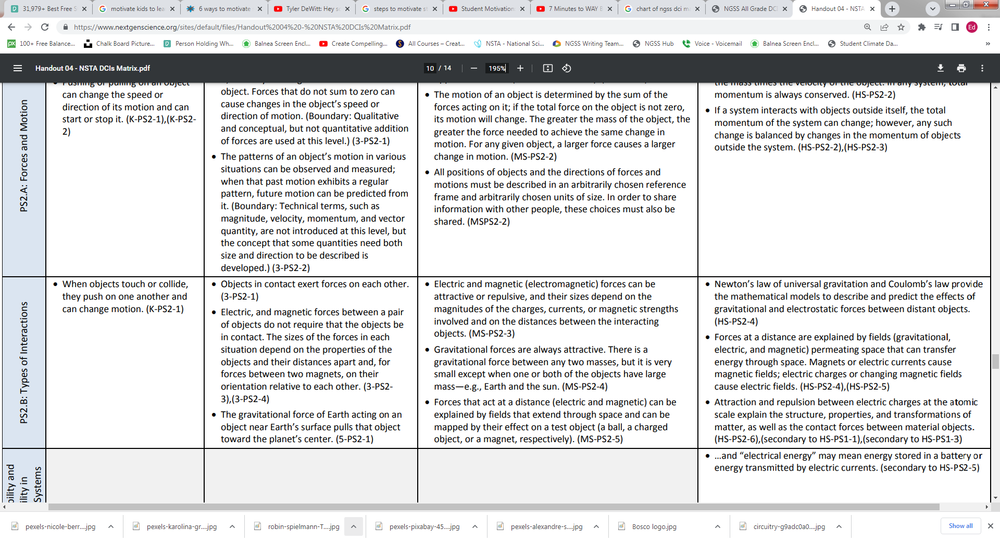 31,979+ Best Free S
motivate kids to lea
6 ways to motivate
Tyler DeWitt: Hey sc
steps to motivate st
Student Motivation
7 Minutes to WAY B
chart of ngss dci m
NGSS All Grade DCI
Handout 04 - NSTA
https://www.nextgenscience.org/sites/default/files/Handout%2004%20-%20NSTA%20DCIs%20Matrix.pdf
Ed
px
100+ Free Balance...
Chalk Board Picture...
Person Holding Wh...
Balnea Screen Encl...
Create Compelling...
All Courses – Creat...
NSTA - National Sci...
NGSS Writing Team...
NGSS Hub
Voice - Voicemail
Balnea Screen Encl...
Student Climate Da...
»
Handout 04 - NSTA DCIs Matrix.pdf
10 / 14
195%
PS2.A: Forces and Motion
• Pushing or pulling on an object
can change the speed or
direction of its motion and can
start or stop it. (K-PS2-1),(K-PS2-
2)
object. Forces that do not sum to zero can
cause changes in the object’s speed or
direction of motion. (Boundary: Qualitative
and conceptual, but not quantitative addition
of forces are used at this level.) (3-PS2-1)
• The patterns of an object’s motion in various
situations can be observed and measured;
when that past motion exhibits a regular
pattern, future motion can be predicted from
it. (Boundary: Technical terms, such as
magnitude, velocity, momentum, and vector
quantity, are not introduced at this level, but
the concept that some quantities need both
size and direction to be described is
developed.) (3-PS2-2)
• The motion of an object is determined by the sum of the
forces acting on it; if the total force on the object is not zero,
its motion will change. The greater the mass of the object, the
greater the force needed to achieve the same change in
motion. For any given object, a larger force causes a larger
change in motion. (MS-PS2-2)
• All positions of objects and the directions of forces and
motions must be described in an arbitrarily chosen reference
frame and arbitrarily chosen units of size. In order to share
information with other people, these choices must also be
shared. (MSPS2-2)
the mass times the velocity of the object. In any system, total
momentum is always conserved. (HS-PS2-2)
• If a system interacts with objects outside itself, the total
momentum of the system can change; however, any such
change is balanced by changes in the momentum of objects
outside the system. (HS-PS2-2),(HS-PS2-3)
PS2.B: Types of Interactions
• When objects touch or collide,
they push on one another and
can change motion. (K-PS2-1)
• Objects in contact exert forces on each other.
(3-PS2-1)
• Electric, and magnetic forces between a pair
of objects do not require that the objects be
in contact. The sizes of the forces in each
situation depend on the properties of the
objects and their distances apart and, for
forces between two magnets, on their
orientation relative to each other. (3-PS2-
3),(3-PS2-4)
• The gravitational force of Earth acting on an
object near Earth’s surface pulls that object
toward the planet’s center. (5-PS2-1)
• Electric and magnetic (electromagnetic) forces can be
attractive or repulsive, and their sizes depend on the
magnitudes of the charges, currents, or magnetic strengths
involved and on the distances between the interacting
objects. (MS-PS2-3)
• Gravitational forces are always attractive. There is a
gravitational force between any two masses, but it is very
small except when one or both of the objects have large
mass—e.g., Earth and the sun. (MS-PS2-4)
• Forces that act at a distance (electric and magnetic) can be
explained by fields that extend through space and can be
mapped by their effect on a test object (a ball, a charged
object, or a magnet, respectively). (MS-PS2-5)
• Newton’s law of universal gravitation and Coulomb’s law provide
the mathematical models to describe and predict the effects of
gravitational and electrostatic forces between distant objects.
(HS-PS2-4)
• Forces at a distance are explained by fields (gravitational,
electric, and magnetic) permeating space that can transfer
energy through space. Magnets or electric currents cause
magnetic fields; electric charges or changing magnetic fields
cause electric fields. (HS-PS2-4),(HS-PS2-5)
• Attraction and repulsion between electric charges at the atomic
scale explain the structure, properties, and transformations of
matter, as well as the contact forces between material objects.
(HS-PS2-6),(secondary to HS-PS1-1),(secondary to HS-PS1-3)
bility and
ility in
Systems
• …and “electrical energy” may mean energy stored in a battery or
energy transmitted by electric currents. (secondary to HS-PS2-5)
pexels-nicole-berr....jpg
pexels-karolina-gr....jpg
robin-spielmann-T....jpg
pexels-pixabay-45....jpg
pexels-alexandre-s....jpg
Bosco logo.jpg
circuitry-g9adc0a0....jpg
Show all